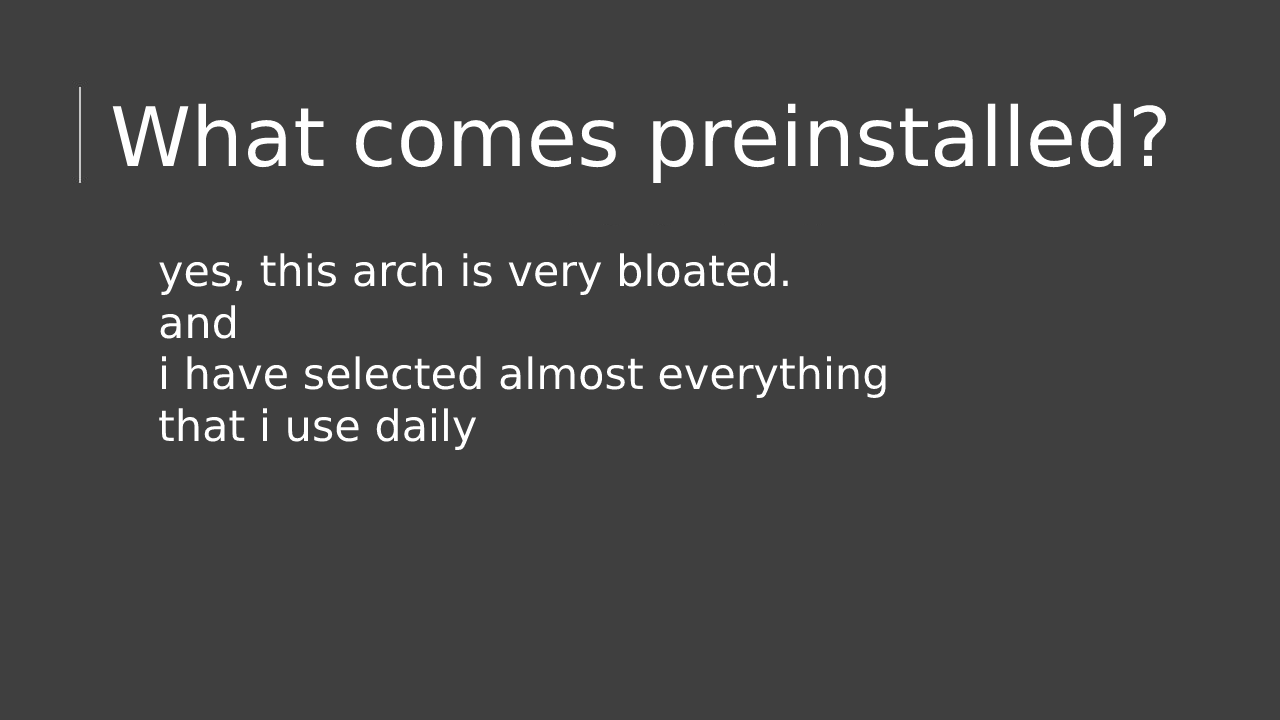 What comes preinstalled?
yes, this arch is very bloated.
and
i have selected almost everything
that i use daily